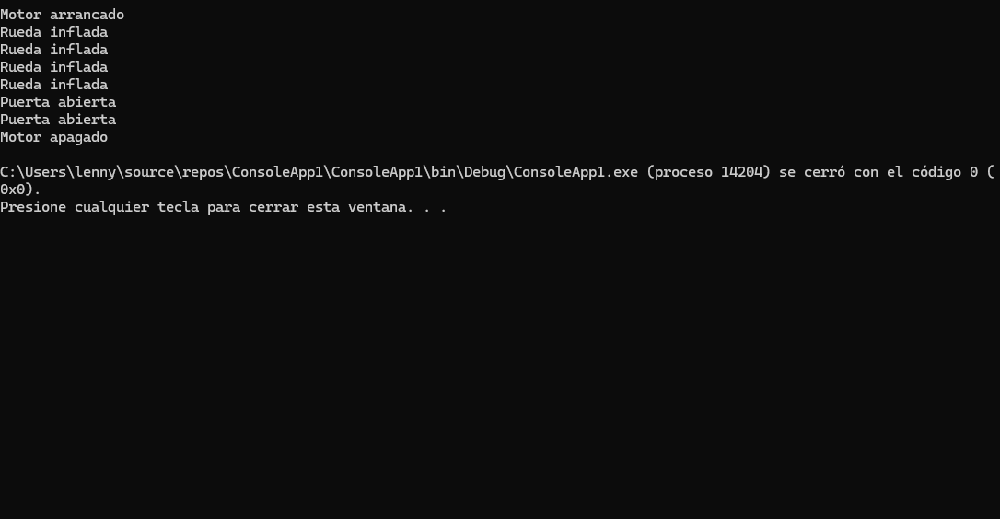 Motor arrancado
Rueda inflada
Rueda inflada
Rueda inflada
Rueda inflada
Puerta abierta
Puerta abierta
Motor apagado
C:\Users\lenny\source\repos\ConsoleApp1\ConsoleApp1\bin\Debug\ConsoleApp1.exe (proceso 14204) se cerró con el código 0 (
0x0).
Presione cualquier tecla para cerrar esta ventana. . .